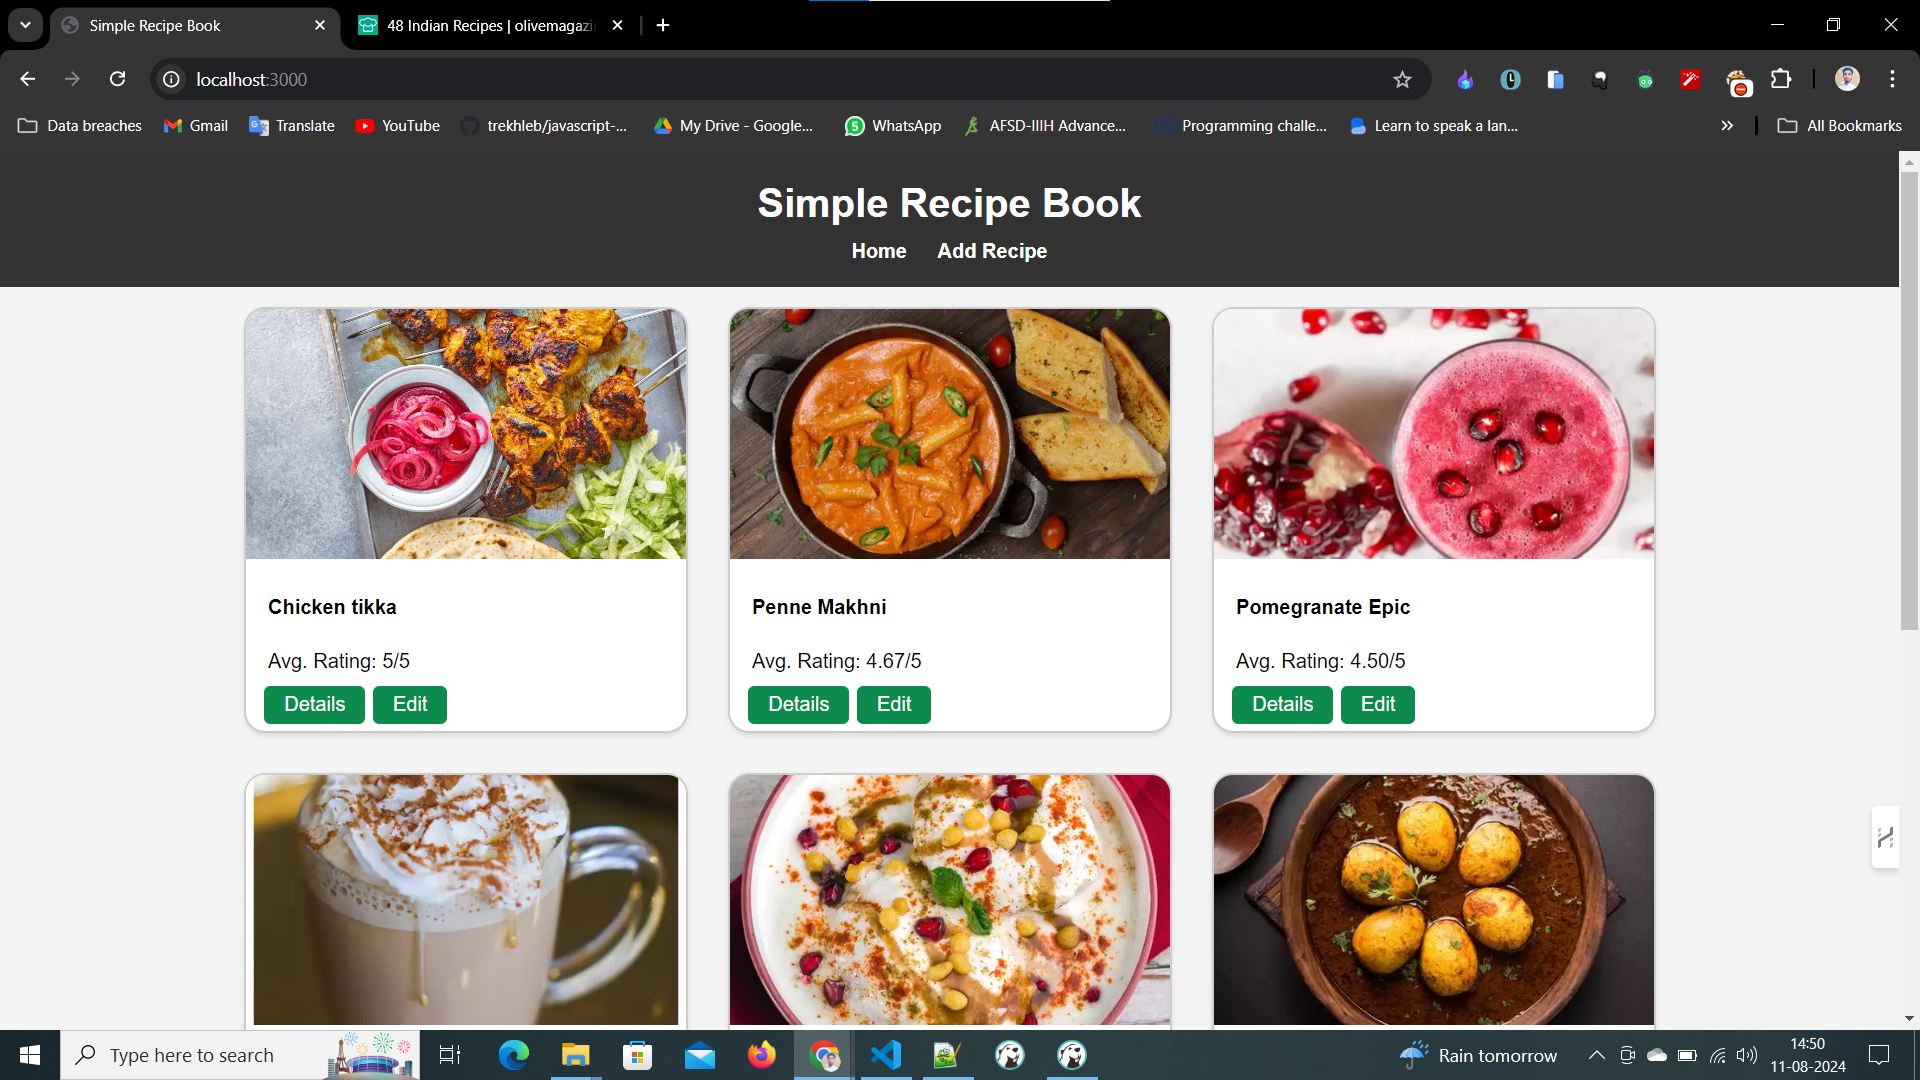 Simple Recipe Book
48 Indian Recipes | olivemagazi
localhost:3000
Data breaches
Gmail
Translate
YouTube
trekhleb/javascript-...
My Drive - Google...
WhatsApp
AFSD-IIIH Advance...
Programming challe...
Learn to speak a lan...
All Bookmarks
Simple Recipe Book
Home Add Recipe
Chicken tikka
Avg. Rating: 5/5
Details Edit
Penne Makhni
Avg. Rating: 4.67/5
Details Edit
Pomegranate Epic
Avg. Rating: 4.50/5
Details Edit
Type here to search
Rain tomorrow
14:50
11-08-2024